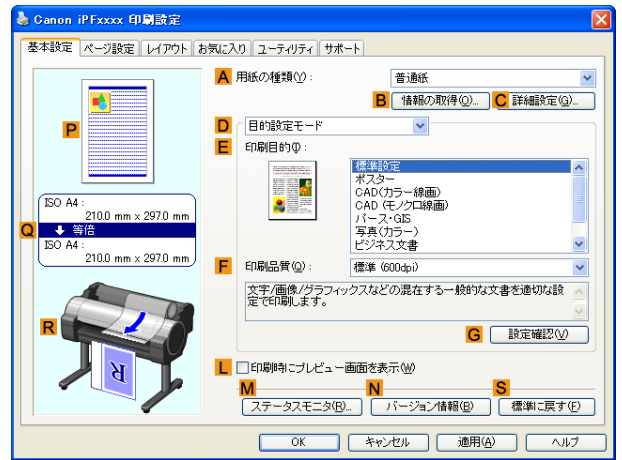 Canon iPFxxxx 印刷設定
基本設定 ページ設定 レイアウト お気に入り ユーティリティ サポート
A 用紙の種類(Y): 普通紙
B 情報の取得(O)... C 詳細設定(G)...
D 目的設定モード
E 印刷目的(I):
標準設定
ポスター
CAD(カラー線画)
CAD (モノクロ線画)
パース・GIS
写真(カラー)
ビジネス文書
P
ISO A4 :
210.0 mm x 297.0 mm
Q 等倍
ISO A4 :
210.0 mm x 297.0 mm
F 印刷品質(Q): 標準 (600dpi)
文字/画像/グラフィックスなどの混在する一般的な文書を適切な設
定で印刷します。
G 設定確認(V)
R
L 印刷時にプレビュー画面を表示(W)
M N S
ステータスモニタ(R)... バージョン情報(B) 標準に戻す(F)
OK キャンセル 適用(A) ヘルプ